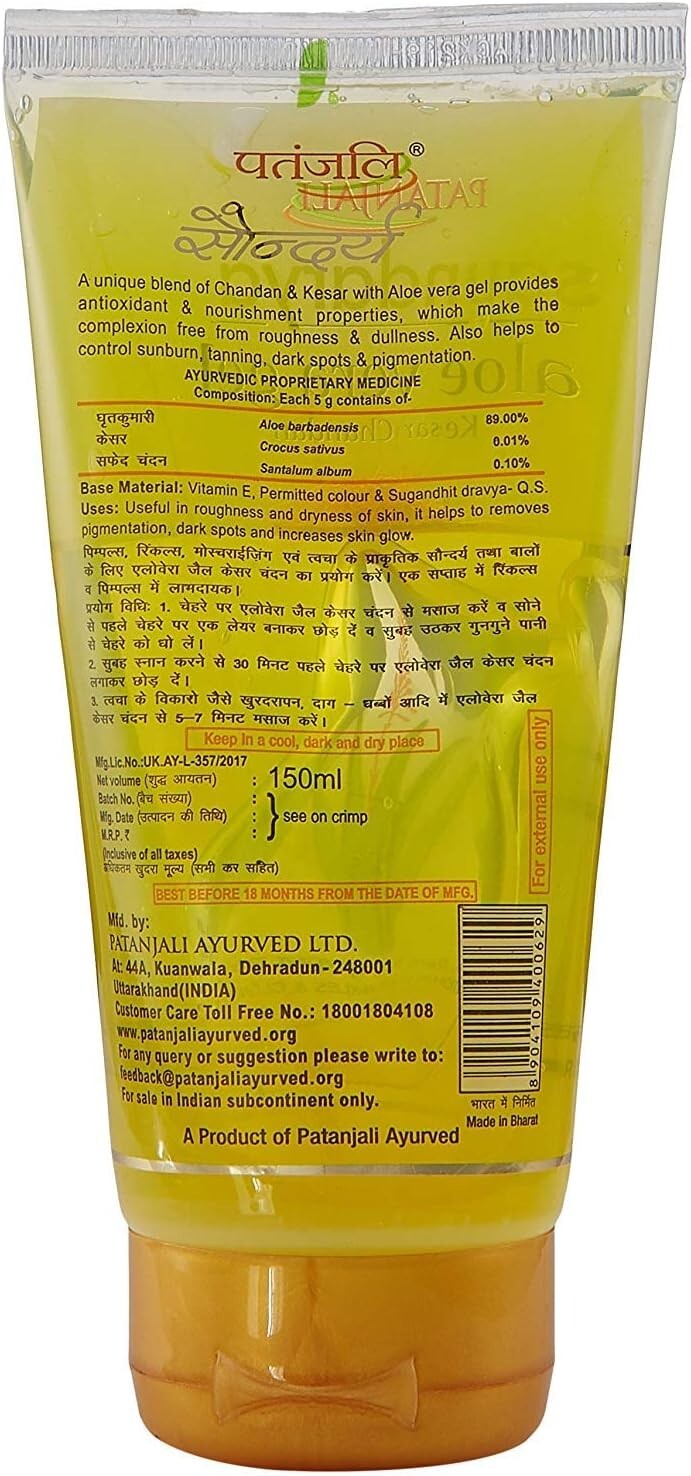 पतंजलि®
PATANJALI
सौन्दर्य
A unique blend of Chandan & Kesar with Aloe vera gel provides
antioxidant & nourishment properties, which make the
complexion free from roughness & dullness. Also helps to
control sunburn, tanning, dark spots & pigmentation.
AYURVEDIC PROPRIETARY MEDICINE
Composition: Each 5 g contains of-
घृतकुमारी Aloe barbadensis 89.00%
केसर Crocus sativus 0.01%
सफेद चंदन Santalum album 0.10%
Base Material: Vitamin E, Permitted colour & Sugandhit dravya- Q.S.
Uses: Useful in roughness and dryness of skin, it helps to removes
pigmentation, dark spots and increases skin glow.
पिम्पल्स, रिंकल्स, मोस्चराईज़िंग एवं त्वचा के प्राकृतिक सौन्दर्य तथा बालों
के लिए एलोवेरा जैल केसर चंदन का प्रयोग करें। एक सप्ताह में रिंकल्स
व पिम्पल्स में लाभदायक।
प्रयोग विधि: 1. चेहरे पर एलोवेरा जैल केसर चंदन से मसाज करें व सोने
से पहले चेहरे पर एक लेयर बनाकर छोड़ दें व सुबह उठकर गुनगुने पानी
से चेहरे को धो लें।
2. सुबह स्नान करने से 30 मिनट पहले चेहरे पर एलोवेरा जैल केसर चंदन
लगाकर छोड़ दें।
3. त्वचा के विकारो जैसे खुरदरापन, दाग – धब्बों आदि में एलोवेरा जैल
केसर चंदन से 5–7 मिनट मसाज करें।
Keep In a cool, dark and dry place
Mfg.Lic.No.:UK.AY-L-357/2017
Net volume (शुद्ध आयतन) : 150ml
Batch No. (बैच संख्या) :
Mfg. Date (उत्पादन की तिथि) : } see on crimp
M.R.P. ₹ :
(Inclusive of all taxes)
अधिकतम खुदरा मूल्य (सभी कर सहित)
For external use only
BEST BEFORE 18 MONTHS FROM THE DATE OF MFG.
Mfd. by:
PATANJALI AYURVED LTD.
At: 44A, Kuanwala, Dehradun-248001
Uttarakhand(INDIA)
Customer Care Toll Free No.: 18001804108
www.patanjaliayurved.org
For any query or suggestion please write to:
feedback@patanjaliayurved.org
For sale in Indian subcontinent only.
8904109400629
भारत में निर्मित
Made in Bharat
A Product of Patanjali Ayurved